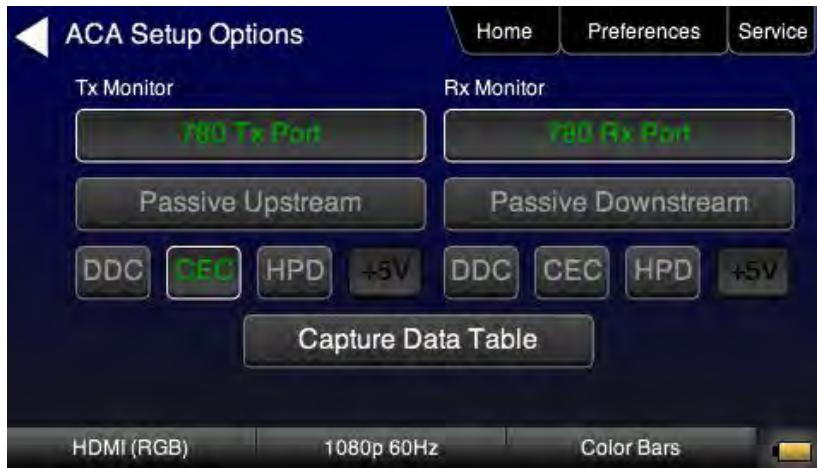 ACA Setup Options Home Preferences Service
Tx Monitor Rx Monitor
780 Tx Port 780 Rx Port
Passive Upstream Passive Downstream
DDC CEC HPD +5V DDC CEC HPD +5V
Capture Data Table
HDMI (RGB) 1080p 60Hz Color Bars